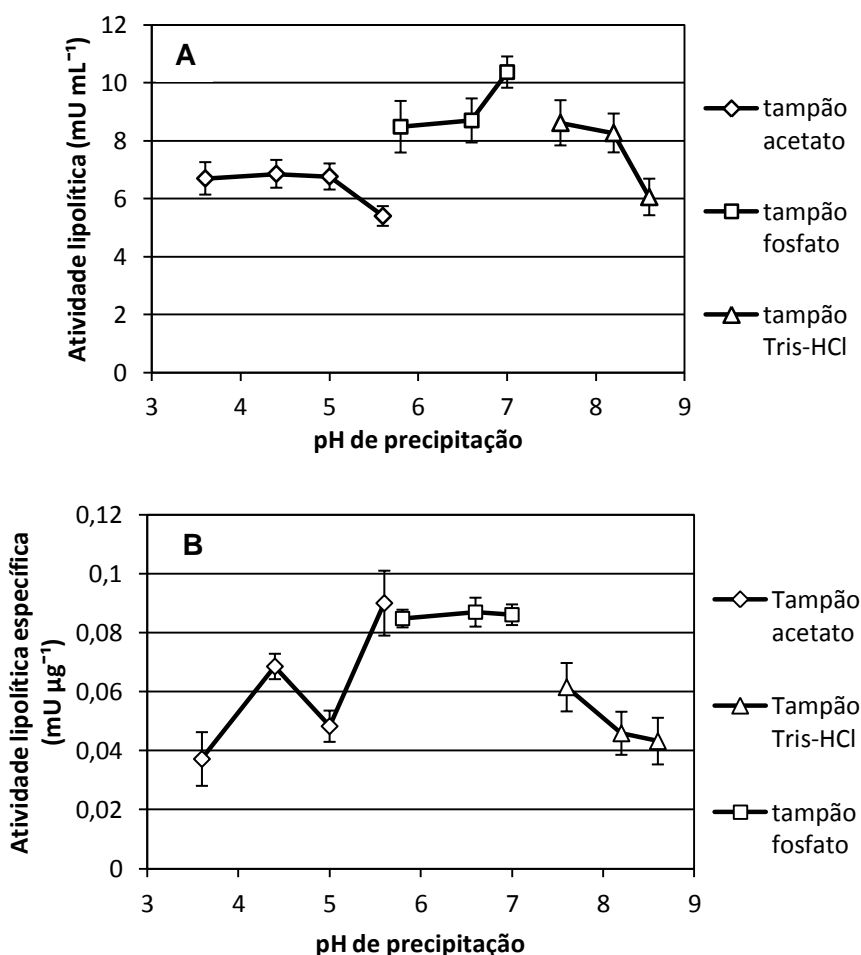 A
Atividade lipolítica (mU mL⁻¹)
12
10
8
6
4
2
0
3 4 5 6 7 8 9
pH de precipitação
tampão
acetato
tampão
fosfato
tampão
Tris-HCl
B
Atividade lipolítica específica
(mU µg⁻¹)
0,12
0,1
0,08
0,06
0,04
0,02
0
3 4 5 6 7 8 9
pH de precipitação
Tampão
acetato
Tampão
Tris-HCl
tampão
fosfato